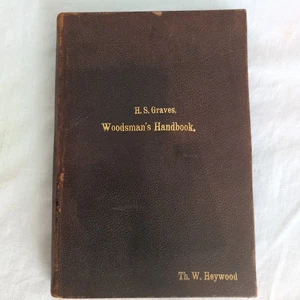 H. S. Graves.
Woodsman's Handbook.
Th. W. Heywood